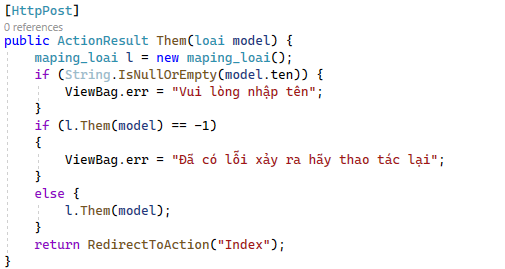 [HttpPost]
0 references
public ActionResult Them(loai model) {
maping_loai l = new maping_loai();
if (String.IsNullOrEmpty(model.ten)) {
ViewBag.err = "Vui lòng nhập tên";
}
if (l.Them(model) == -1)
{
ViewBag.err = "Đã có lỗi xảy ra hãy thao tác lại";
}
else {
l.Them(model);
}
return RedirectToAction("Index");
}